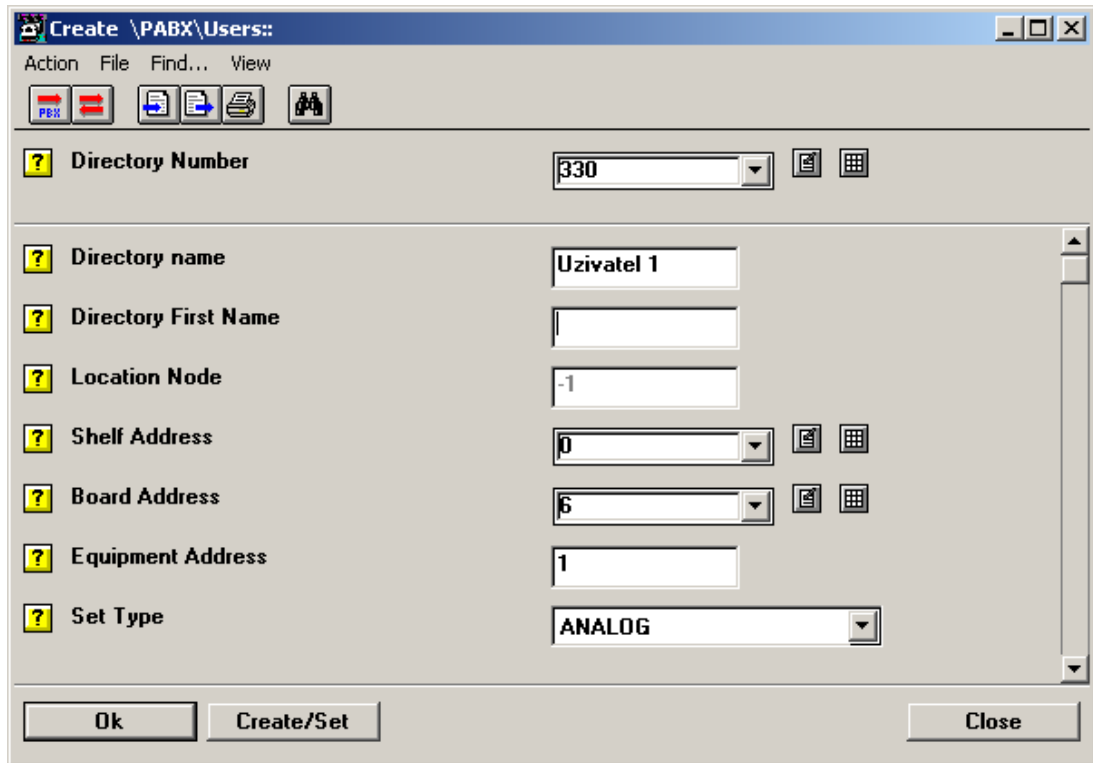 Create \PABX\Users::
Action File Find... View
PBX
? Directory Number 330
? Directory name Uzivatel 1
? Directory First Name
? Location Node -1
? Shelf Address 0
? Board Address 6
? Equipment Address 1
? Set Type ANALOG
Ok Create/Set Close